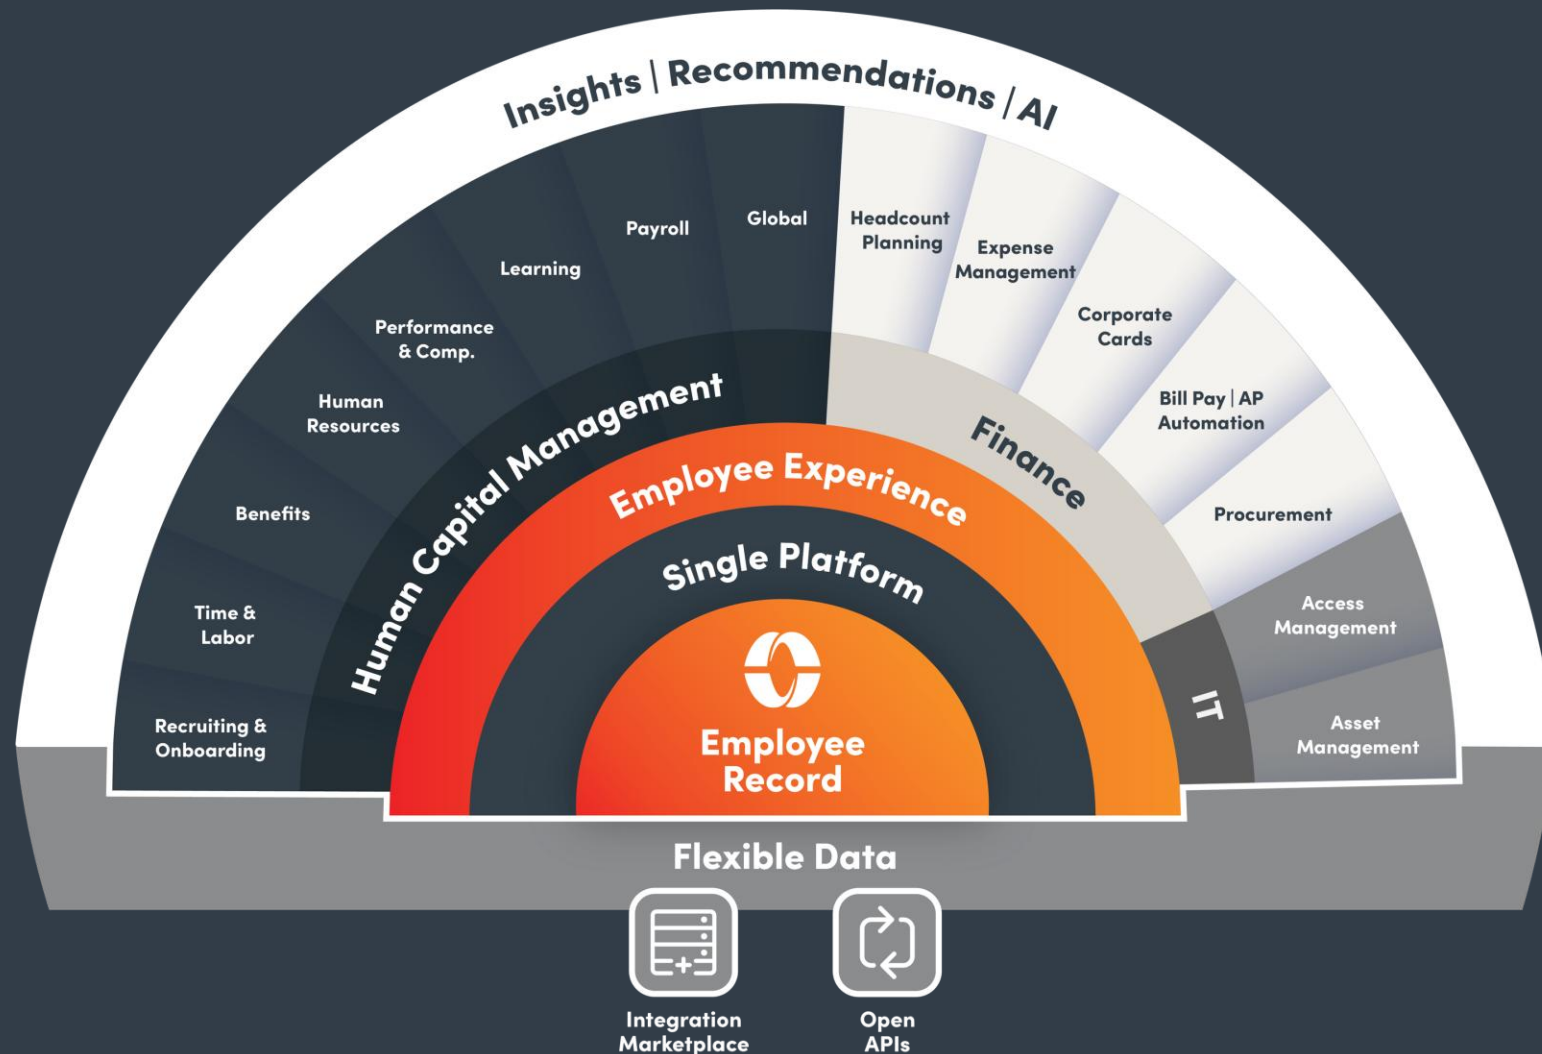 Insights | Recommendations | AI
Global
Payroll
Learning
Performance
& Comp.
Human
Resources
Benefits
Time &
Labor
Recruiting &
Onboarding
Human Capital Management
Headcount
Planning
Expense
Management
Corporate
Cards
Bill Pay | AP
Automation
Procurement
Finance
Access
Management
Asset
Management
IT
Employee Experience
Single Platform
Employee
Record
Flexible Data
Integration
Marketplace
Open
APIs